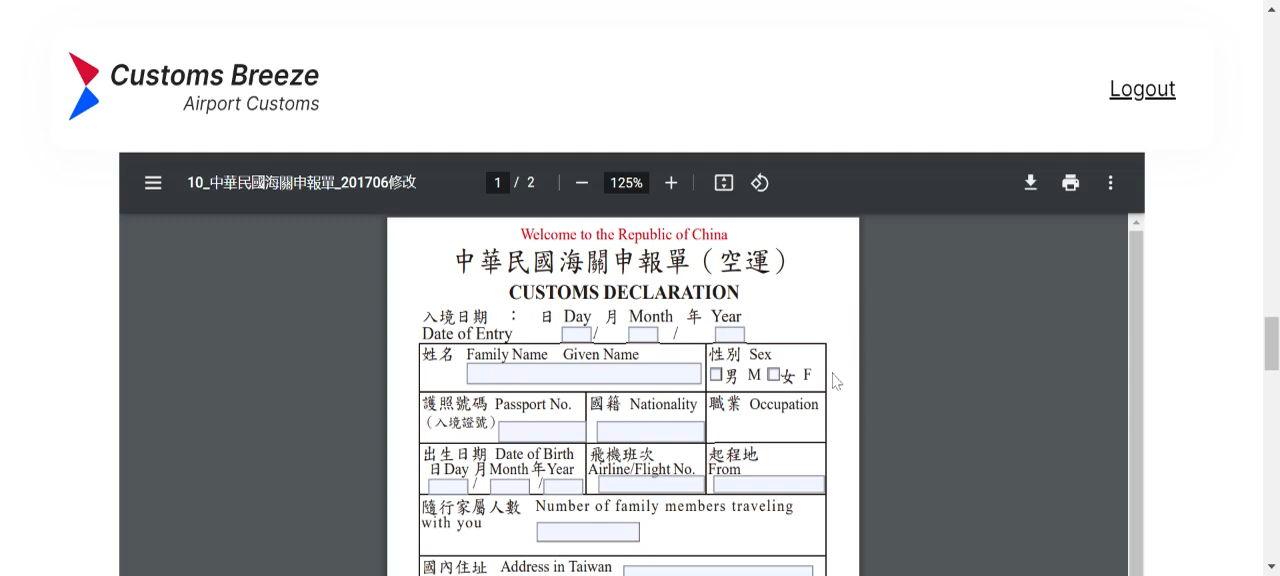 Customs Breeze
Airport Customs
Logout
10_中華民國海關申報單_201706修改
1 / 2
125%
Welcome to the Republic of China
中華民國海關申報單（空運）
CUSTOMS DECLARATION
入境日期 ： 日 Day 月 Month 年 Year
Date of Entry / /
姓名 Family Name Given Name
性別 Sex
男 M 女 F
護照號碼 Passport No.
（入境證號）
國籍 Nationality
職業 Occupation
出生日期 Date of Birth
日Day 月Month 年Year
/ /
飛機班次
Airline/Flight No.
起程地
From
隨行家屬人數 Number of family members traveling
with you
國內住址 Address in Taiwan